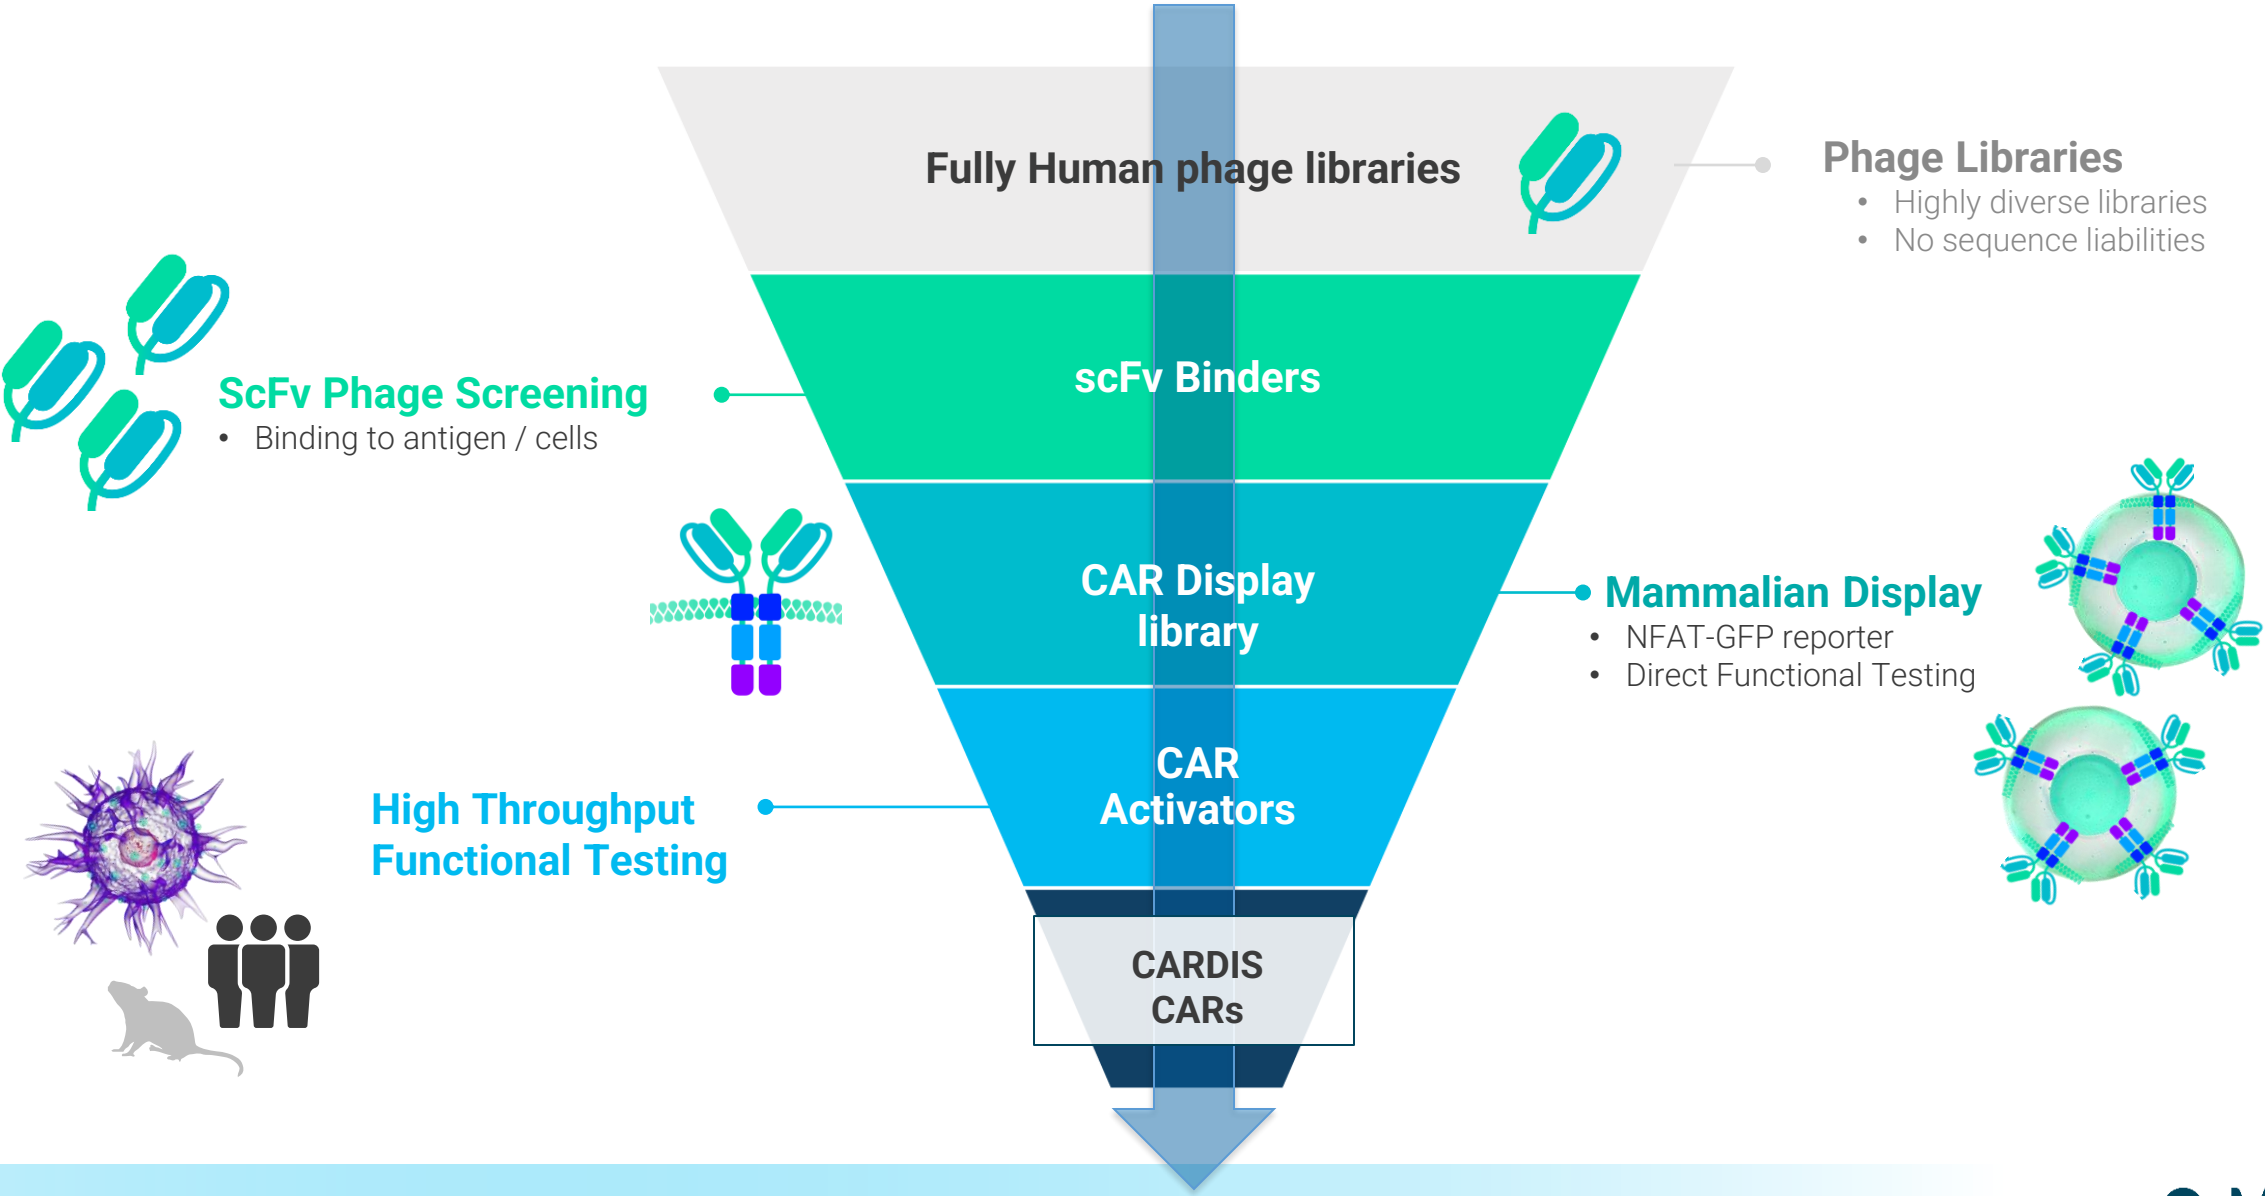 Fully Human phage libraries
Phage Libraries
• Highly diverse libraries
• No sequence liabilities
scFv Binders
ScFv Phage Screening
• Binding to antigen / cells
CAR Display
library
Mammalian Display
• NFAT-GFP reporter
• Direct Functional Testing
CAR
Activators
High Throughput
Functional Testing
CARDIS
CARs